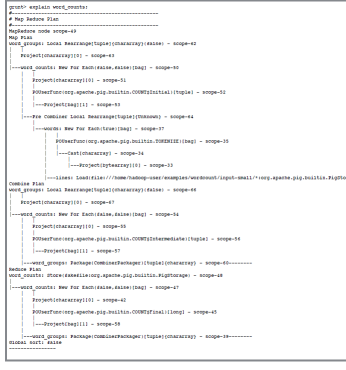 grunt> explain word_counts;
#--------------------------------------------------
# Map Reduce Plan
#--------------------------------------------------
MapReduce node scope-49
Map Plan
word_groups: Local Rearrange[tuple]{chararray}(false) - scope-62
|   |
|   Project[chararray][0] - scope-63
|
|---word_counts: New For Each(false,false)[bag] - scope-50
    |   |
    |   Project[chararray][0] - scope-51
    |   |
    |   POUserFunc(org.apache.pig.builtin.COUNT$Initial)[tuple] - scope-52
    |   |
    |   |---Project[bag][1] - scope-53
    |
    |---Pre Combiner Local Rearrange[tuple]{Unknown} - scope-64
        |
        |---words: New For Each(true)[bag] - scope-37
            |   |
            |   POUserFunc(org.apache.pig.builtin.TOKENIZE)[bag] - scope-35
            |   |
            |   |---Cast[chararray] - scope-34
            |       |
            |       |---Project[bytearray][0] - scope-33
            |
            |---lines: Load(file:///home/hadoop-user/examples/wordcount/input-small/*:org.apache.pig.builtin.PigSto
Combine Plan
word_groups: Local Rearrange[tuple]{chararray}(false) - scope-66
|   |
|   Project[chararray][0] - scope-67
|
|---word_counts: New For Each(false,false)[bag] - scope-54
    |   |
    |   Project[chararray][0] - scope-55
    |   |
    |   POUserFunc(org.apache.pig.builtin.COUNT$Intermediate)[tuple] - scope-56
    |   |
    |   |---Project[bag][1] - scope-57
    |
    |---word_groups: Package(CombinerPackager)[tuple]{chararray} - scope-60--------
Reduce Plan
word_counts: Store(fakefile:org.apache.pig.builtin.PigStorage) - scope-48
|
|---word_counts: New For Each(false,false)[bag] - scope-47
    |   |
    |   Project[chararray][0] - scope-42
    |   |
    |   POUserFunc(org.apache.pig.builtin.COUNT$Final)[long] - scope-45
    |   |
    |   |---Project[bag][1] - scope-58
    |
    |---word_groups: Package(CombinerPackager)[tuple]{chararray} - scope-39--------
Global sort: false
----------------